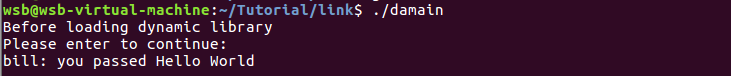 wsb@wsb-virtual-machine:~/Tutorial/link$ ./damain
Before loading dynamic library
Please enter to continue:
bill: you passed Hello World